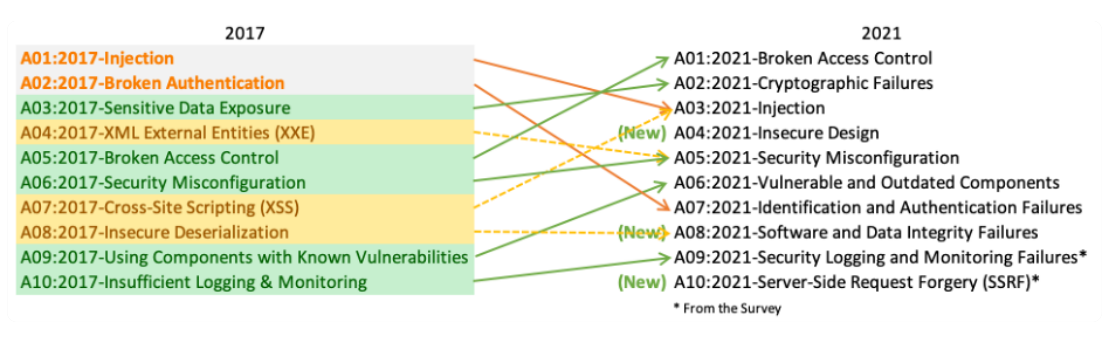 2017
A01:2017-Injection
A02:2017-Broken Authentication
A03:2017-Sensitive Data Exposure
A04:2017-XML External Entities (XXE)
A05:2017-Broken Access Control
A06:2017-Security Misconfiguration
A07:2017-Cross-Site Scripting (XSS)
A08:2017-Insecure Deserialization
A09:2017-Using Components with Known Vulnerabilities
A10:2017-Insufficient Logging & Monitoring
2021
A01:2021-Broken Access Control
A02:2021-Cryptographic Failures
A03:2021-Injection
(New) A04:2021-Insecure Design
A05:2021-Security Misconfiguration
A06:2021-Vulnerable and Outdated Components
A07:2021-Identification and Authentication Failures
(New) A08:2021-Software and Data Integrity Failures
A09:2021-Security Logging and Monitoring Failures*
(New) A10:2021-Server-Side Request Forgery (SSRF)*
* From the Survey